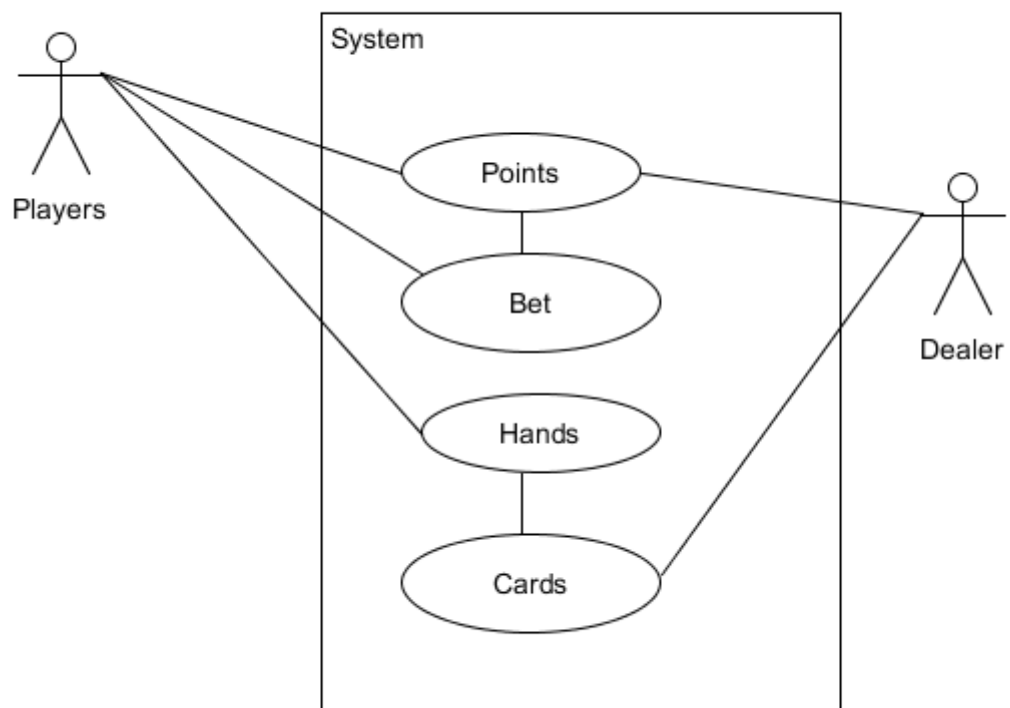 System
Players
Points
Bet
Dealer
Hands
Cards